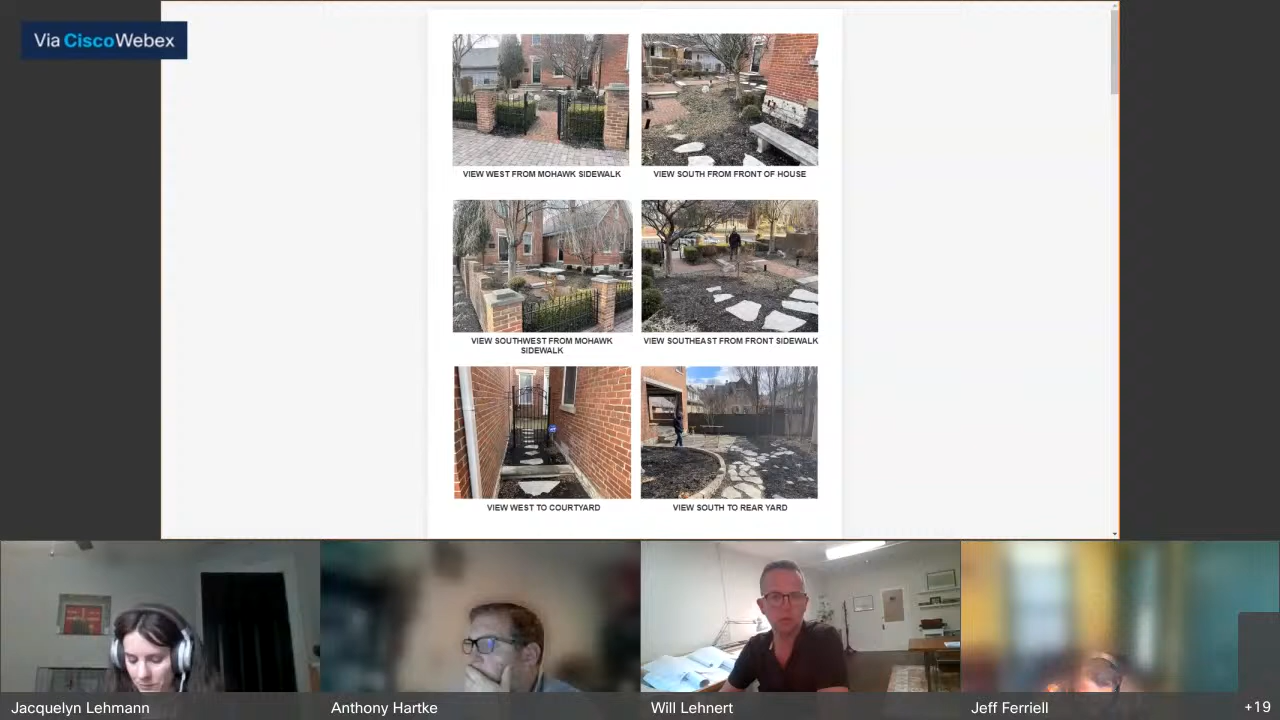 Via Cisco Webex
VIEW WEST FROM MOHAWK SIDEWALK
VIEW SOUTH FROM FRONT OF HOUSE
VIEW SOUTHWEST FROM MOHAWK
SIDEWALK
VIEW SOUTHEAST FROM FRONT SIDEWALK
VIEW WEST TO COURTYARD
VIEW SOUTH TO REAR YARD
Jacquelyn Lehmann
Anthony Hartke
Will Lehnert
Jeff Ferriell
+19